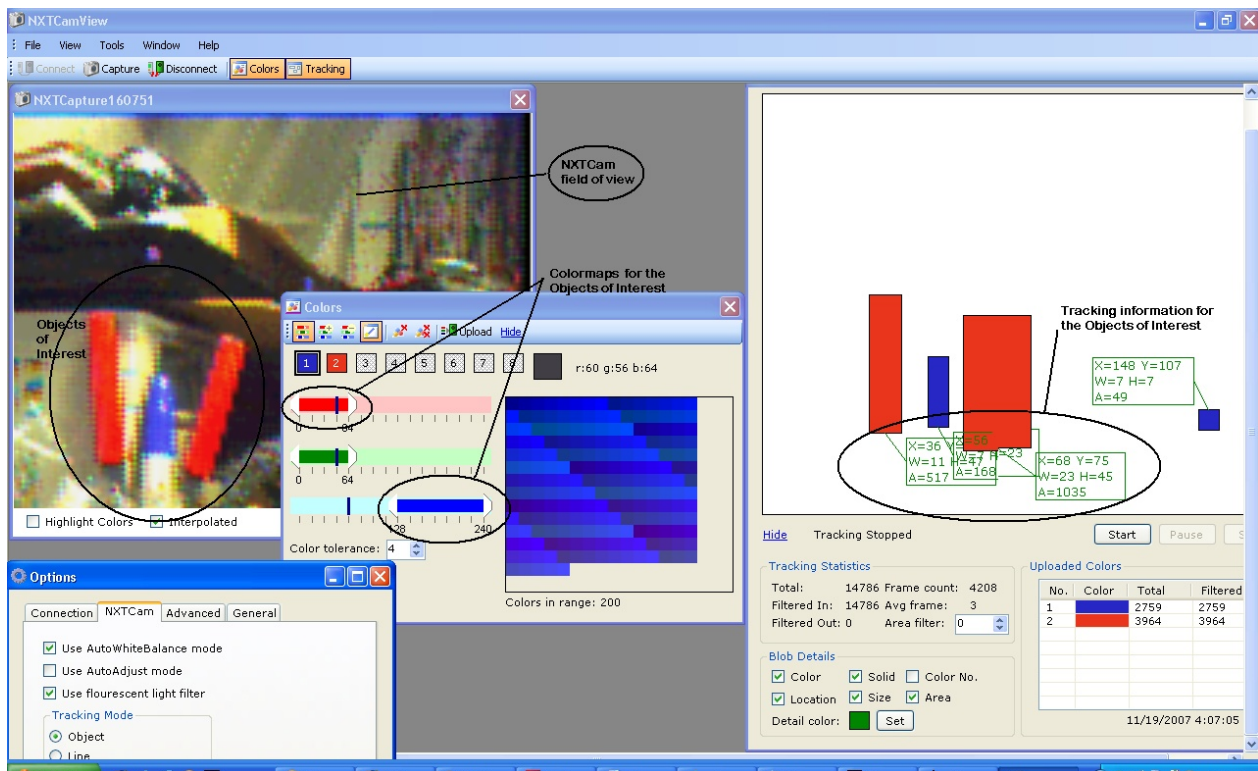 NXTCamView
File View Tools Window Help
Connect Capture Disconnect Colors Tracking
NXTCapture160751
NXTCam
field of view
Colormaps for the
Objects of Interest
Objects
of
Interest
Highlight Colors Interpolated
Colors
Upload Hide
1 2 3 4 5 6 7 8 r:60 g:56 b:64
0 64
0 64
128 240
Color tolerance: 4
Colors in range: 200
Tracking information for
the Objects of Interest
X=148 Y=107
W=7 H=7
A=49
X=36
W=11 H=47
A=517
X=56
W=7 H=23
A=168
X=68 Y=75
W=23 H=45
A=1035
Hide Tracking Stopped Start Pause S
Tracking Statistics
Total: 14786 Frame count: 4208
Filtered In: 14786 Avg frame: 3
Filtered Out: 0 Area filter: 0
Uploaded Colors
No. Color Total Filtered
1 2759 2759
2 3964 3964
Blob Details
Color Solid Color No.
Location Size Area
Detail color: Set
11/19/2007 4:07:05
Options
Connection NXTCam Advanced General
Use AutoWhiteBalance mode
Use AutoAdjust mode
Use flourescent light filter
Tracking Mode
Object
Line